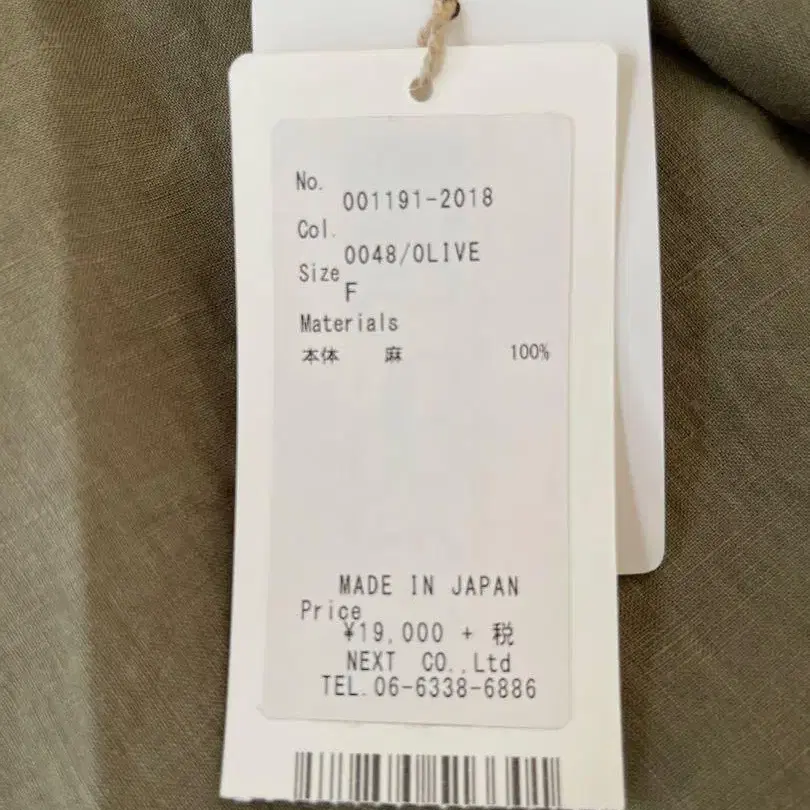 No.
001191-2018
Col.
0048/OLIVE
Size
F
Materials
本体 麻 100%
MADE IN JAPAN
Price
¥19,000 + 税
NEXT CO.,Ltd
TEL.06-6338-6886